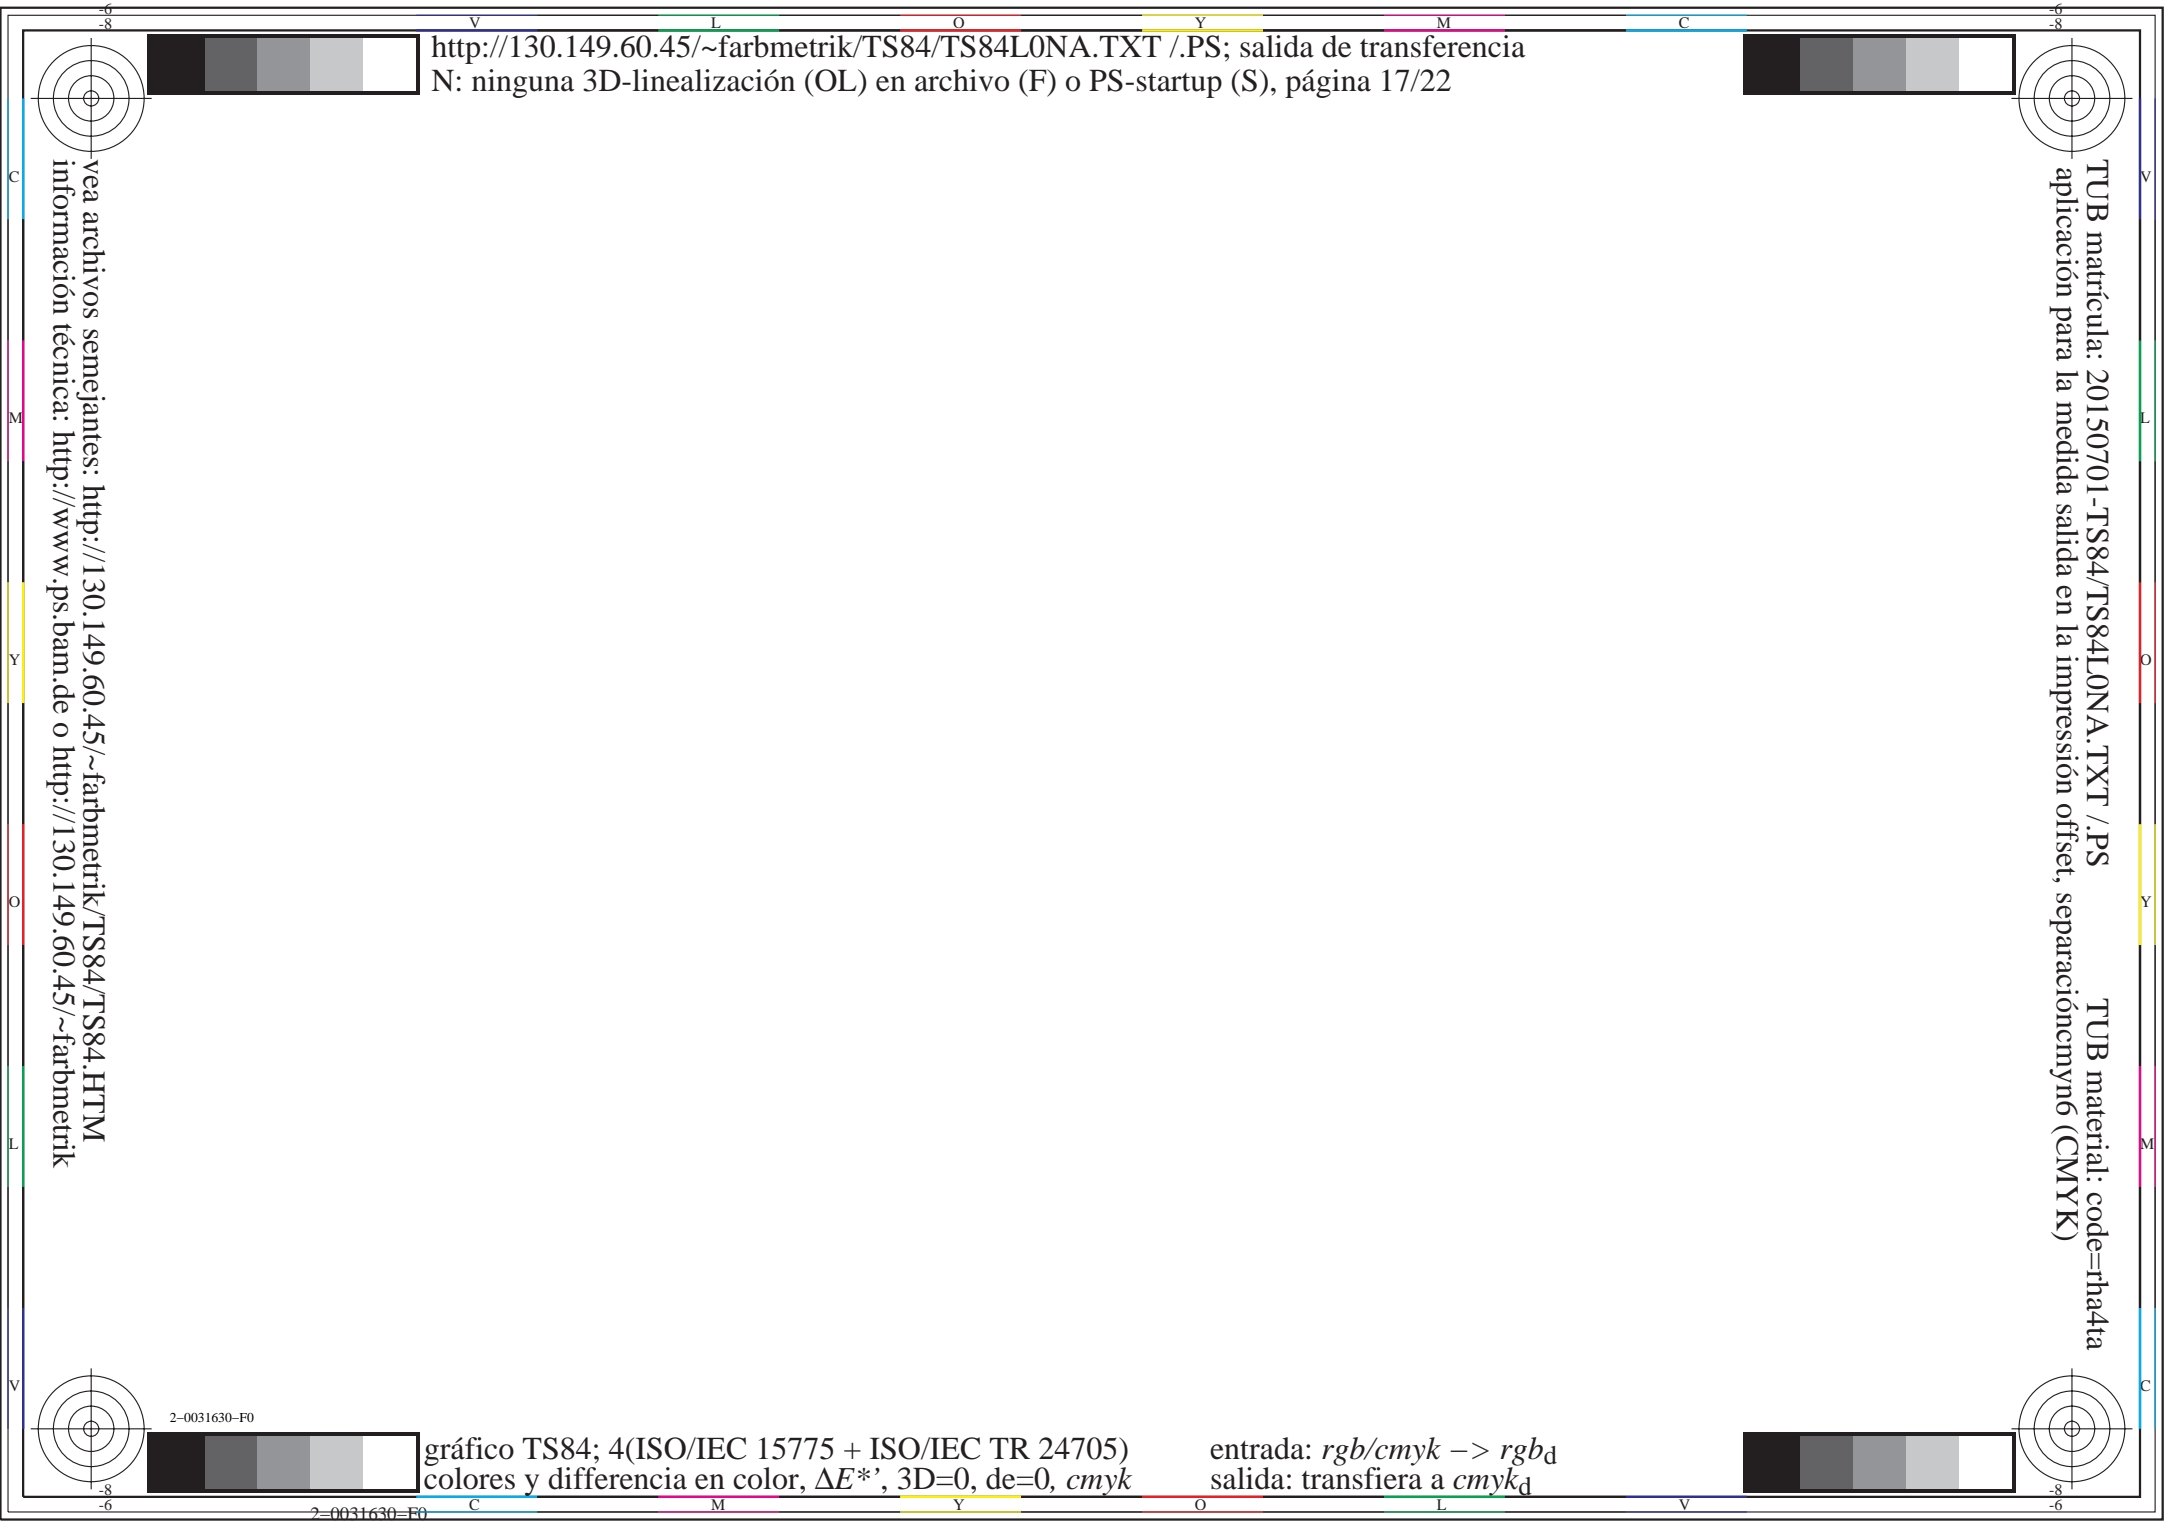 -6
-8
-6
-8
V L O Y M C
http://130.149.60.45/~farbmetrik/TS84/TS84L0NA.TXT /.PS; salida de transferencia
N: ninguna 3D-linealización (OL) en archivo (F) o PS-startup (S), página 17/22
C
M
Y
O
L
V
vea archivos semejantes: http://130.149.60.45/~farbmetrik/TS84/TS84.HTM
información técnica: http://www.ps.bam.de o http://130.149.60.45/~farbmetrik
TUB matrícula: 20150701-TS84/TS84L0NA.TXT /.PS TUB material: code=rha4ta
aplicación para la medida salida en la impressión offset, separacióncmyn6 (CMYK)
V
L
O
Y
M
C
2-0031630-F0
gráfico TS84; 4(ISO/IEC 15775 + ISO/IEC TR 24705) entrada: rgb/cmyk –> rgbd
colores y differencia en color, ΔE*’, 3D=0, de=0, cmyk salida: transfiera a cmykd
-8
-6
-8
-6
C M Y O L V
2-0031630-F0